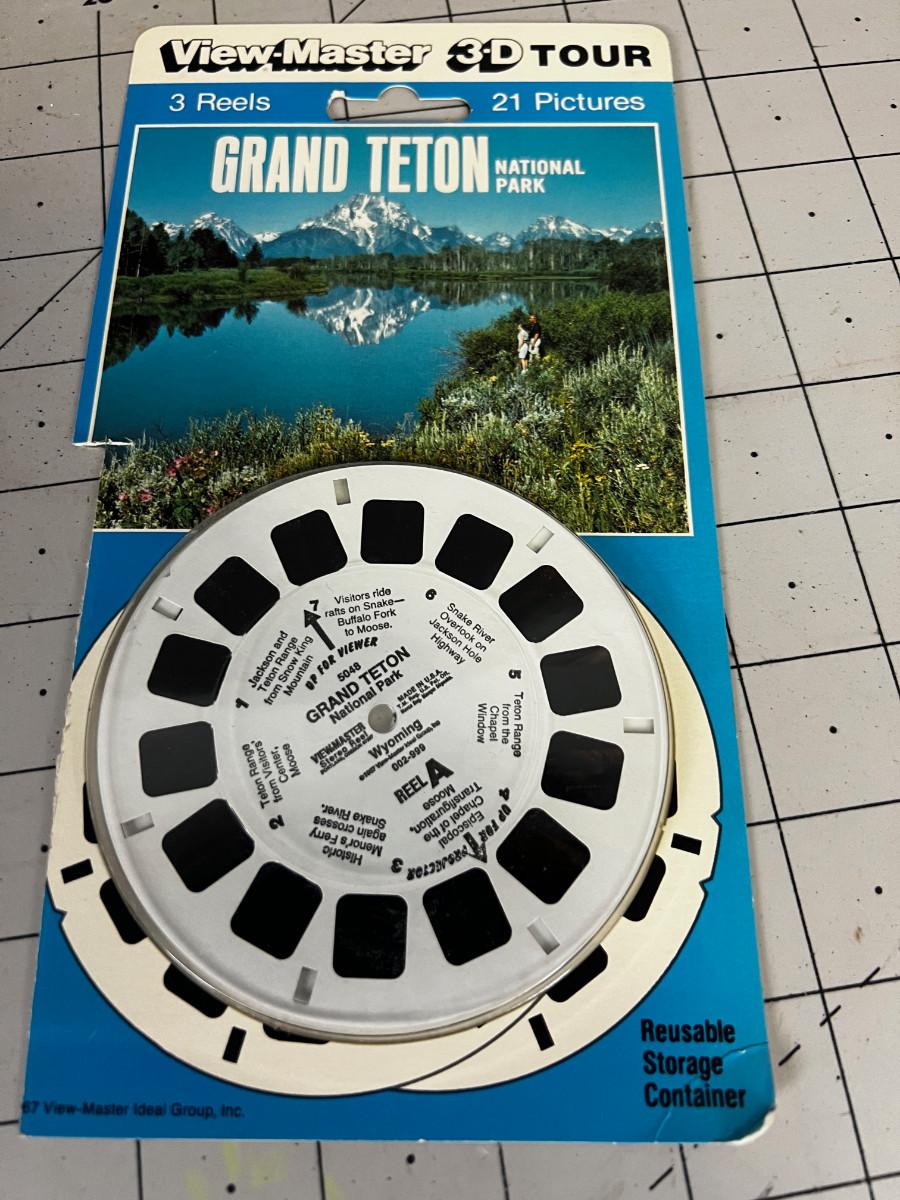 View-Master 3-D TOUR
3 Reels
21 Pictures
GRAND TETON
NATIONAL
PARK
7
Visitors ride
rafts on Snake—
Buffalo Fork
to Moose.
UP FOR VIEWER
6
Snake River
Overlook on
Jackson Hole
Highway
5
Teton Range
from the
Chapel
Window
4
Episcopal
Chapel of the
Transfiguration,
Moose
UP FOR PROJECTOR
3
Historic
Menor's Ferry
again crosses
Snake River.
2
Teton Range
from Visitors'
Center,
Moose
1
Jackson and
Teton Range
from Snow King
Mountain
5048
GRAND TETON
National Park
MADE IN U.S.A.
VIEW-MASTER
Stereo Reel
Wyoming
002-999
REEL A
Reusable
Storage
Container
67 View-Master Ideal Group, Inc.